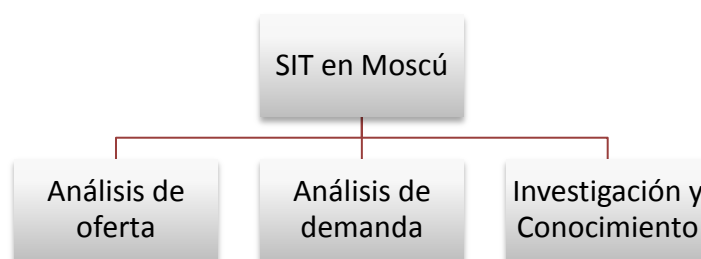 SIT en Moscú
Análisis de
oferta
Análisis de
demanda
Investigación y
Conocimiento